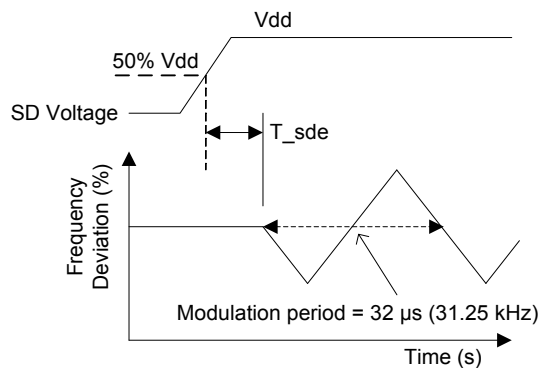 Vdd
50% Vdd
SD Voltage
T_sde
Frequency
Deviation (%)
Modulation period = 32 µs (31.25 kHz)
Time (s)